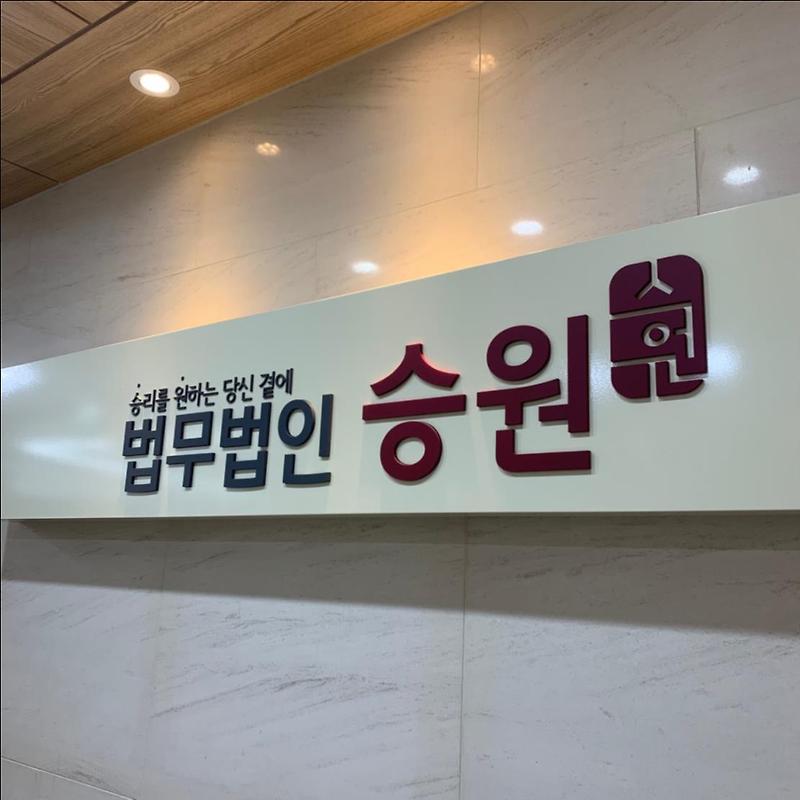 승리를 원하는 당신 곁에
법무법인 승원
승원